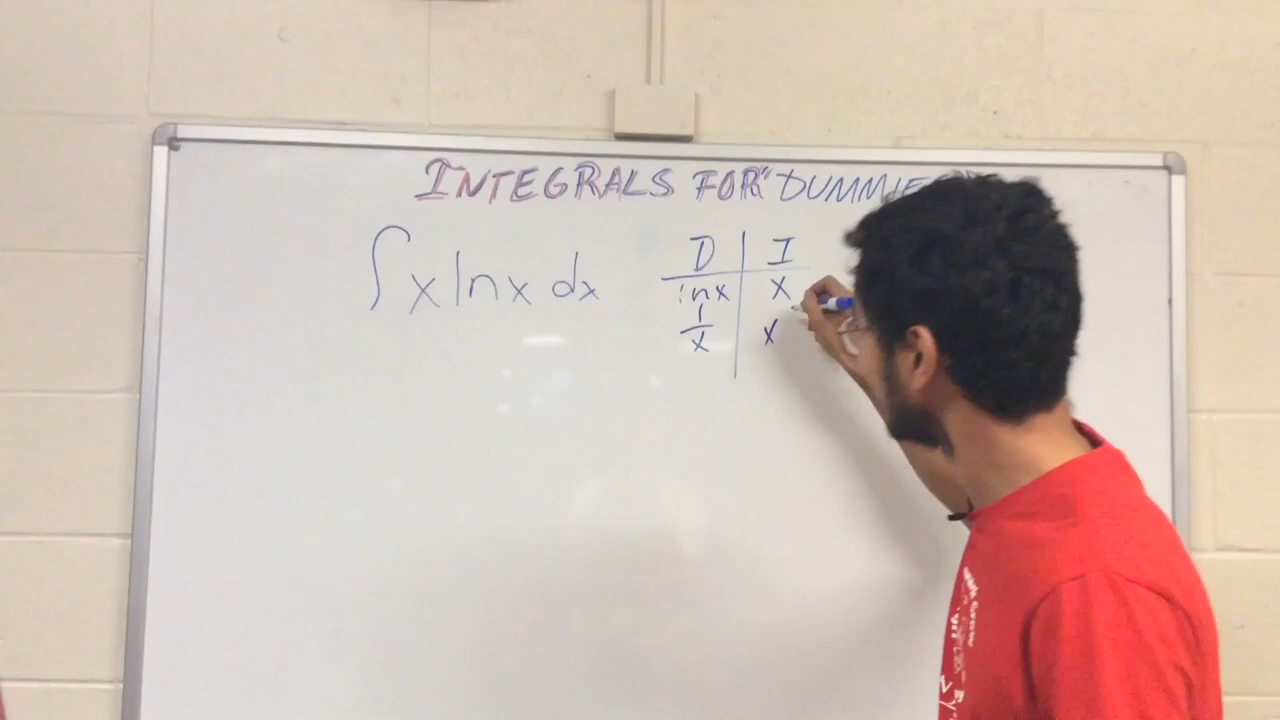 INTEGRALS FOR "DUMMIE
∫ x ln x dx
D | I
ln x | x
1/x | x